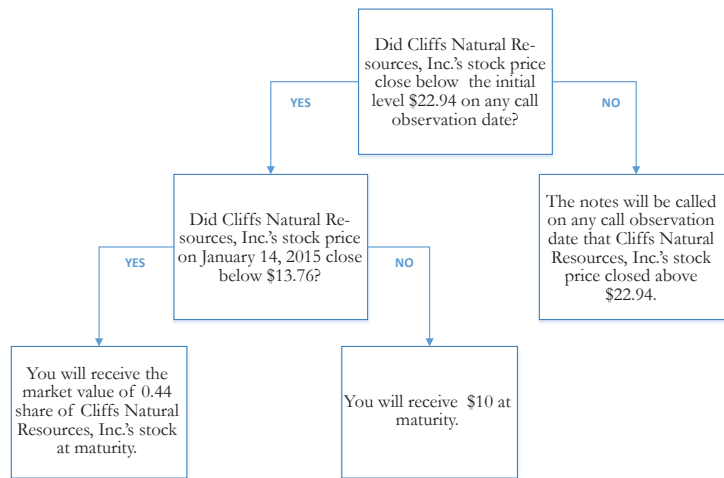 Did Cliffs Natural Re-
sources, Inc.'s stock price
close below the initial
level $22.94 on any call
observation date?
YES
NO
Did Cliffs Natural Re-
sources, Inc.'s stock price
on January 14, 2015 close
below $13.76?
The notes will be called
on any call observation
date that Cliffs Natural
Resources, Inc.'s stock
price closed above
$22.94.
YES
NO
You will receive the
market value of 0.44
share of Cliffs Natural
Resources, Inc.'s stock
at maturity.
You will receive $10 at
maturity.